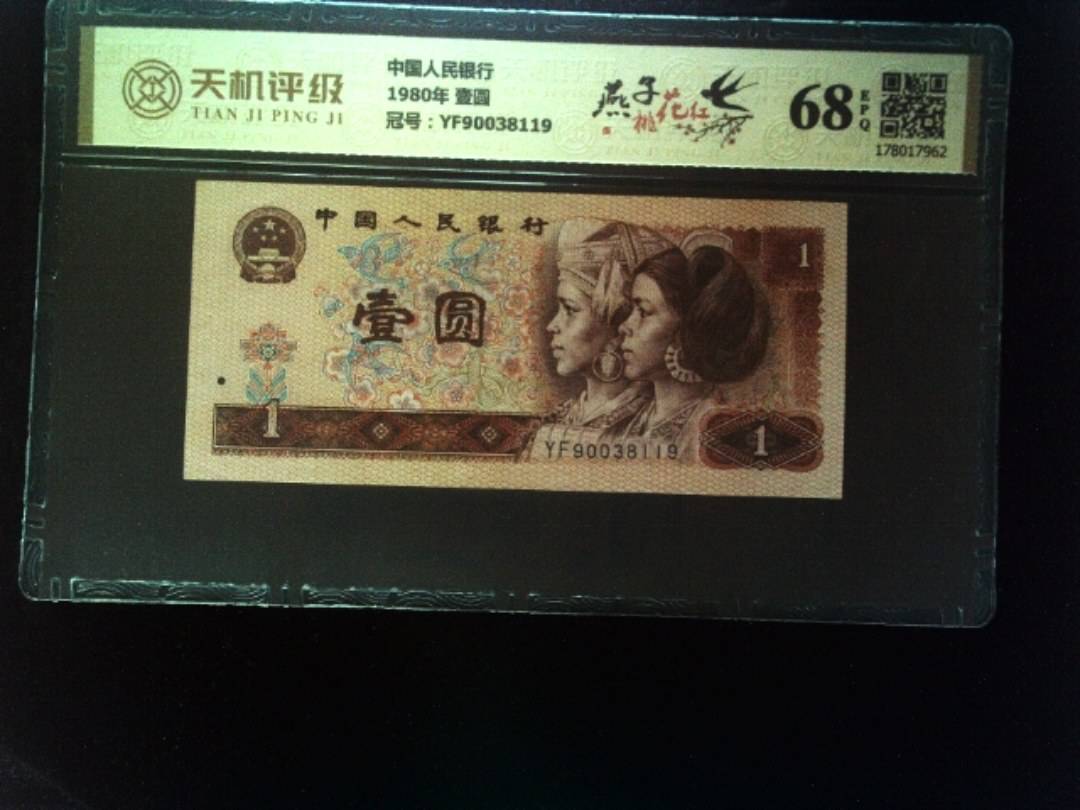 天机评级
TIAN JI PING JI
中国人民银行
1980年 壹圆
冠号：YF90038119
燕子
桃花红
68
EPQ
178017962
中国人民银行
1
壹圆
1
YF90038119
1